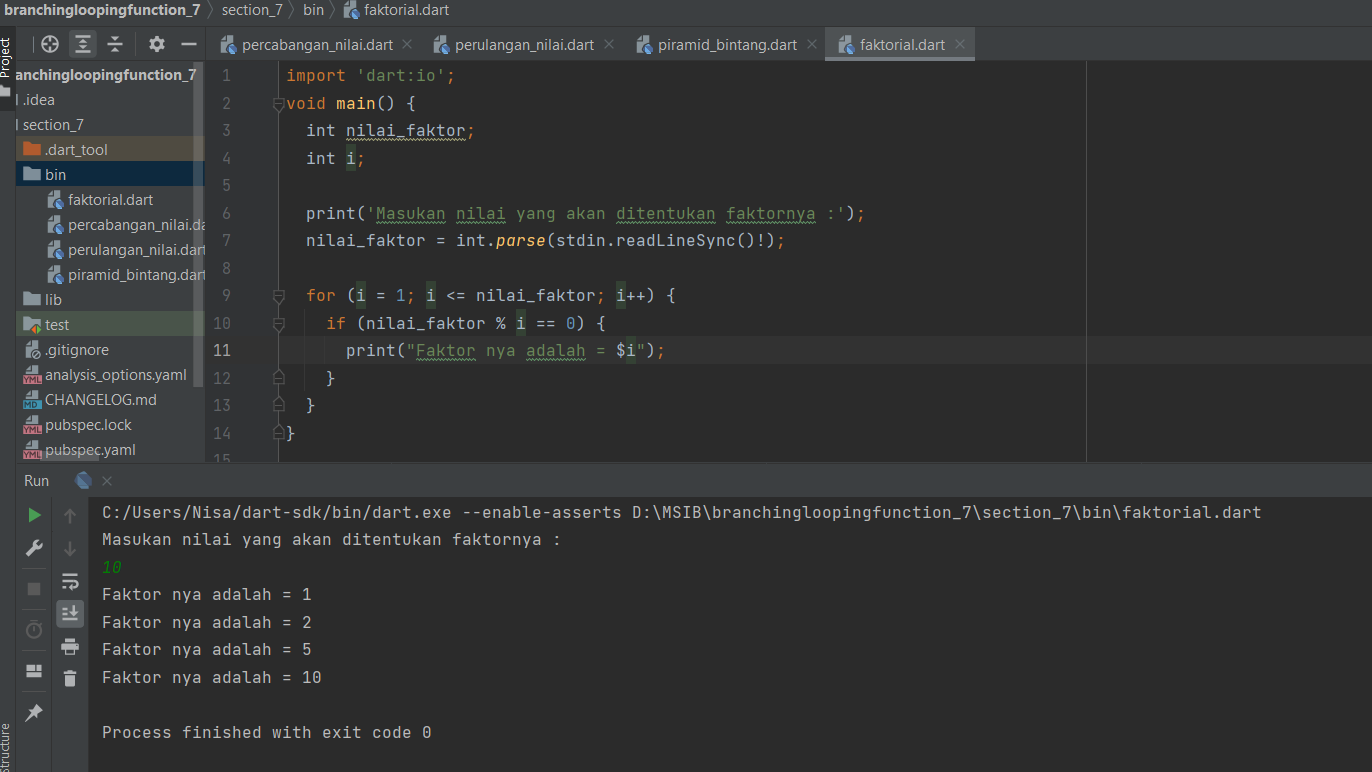 branchingloopingfunction_7 section_7 bin faktorial.dart
Project
percabangan_nilai.dart perulangan_nilai.dart piramid_bintang.dart faktorial.dart
anchingloopingfunction_7
.idea
section_7
.dart_tool
bin
faktorial.dart
percabangan_nilai.da
perulangan_nilai.dart
piramid_bintang.dart
lib
test
.gitignore
analysis_options.yaml
CHANGELOG.md
pubspec.lock
pubspec.yaml
1 import 'dart:io';
2 void main() {
3 int nilai_faktor;
4 int i;
5
6 print('Masukan nilai yang akan ditentukan faktornya :');
7 nilai_faktor = int.parse(stdin.readLineSync()!);
8
9 for (i = 1; i <= nilai_faktor; i++) {
10 if (nilai_faktor % i == 0) {
11 print("Faktor nya adalah = $i");
12 }
13 }
14 }
15
Run
C:/Users/Nisa/dart-sdk/bin/dart.exe --enable-asserts D:\MSIB\branchingloopingfunction_7\section_7\bin\faktorial.dart
Masukan nilai yang akan ditentukan faktornya :
10
Faktor nya adalah = 1
Faktor nya adalah = 2
Faktor nya adalah = 5
Faktor nya adalah = 10
Process finished with exit code 0
Structure